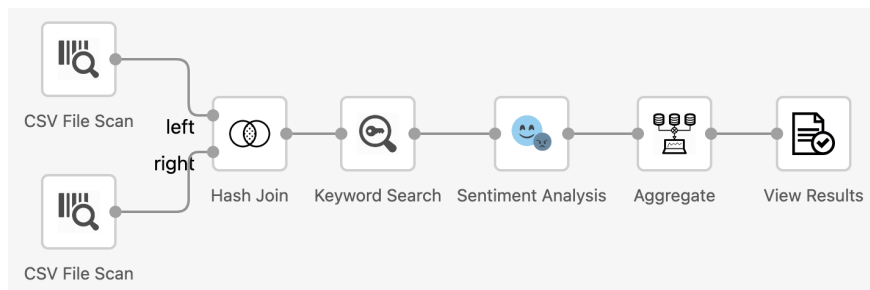 CSV File Scan
left
right
CSV File Scan
Hash Join
Keyword Search
Sentiment Analysis
Aggregate
View Results